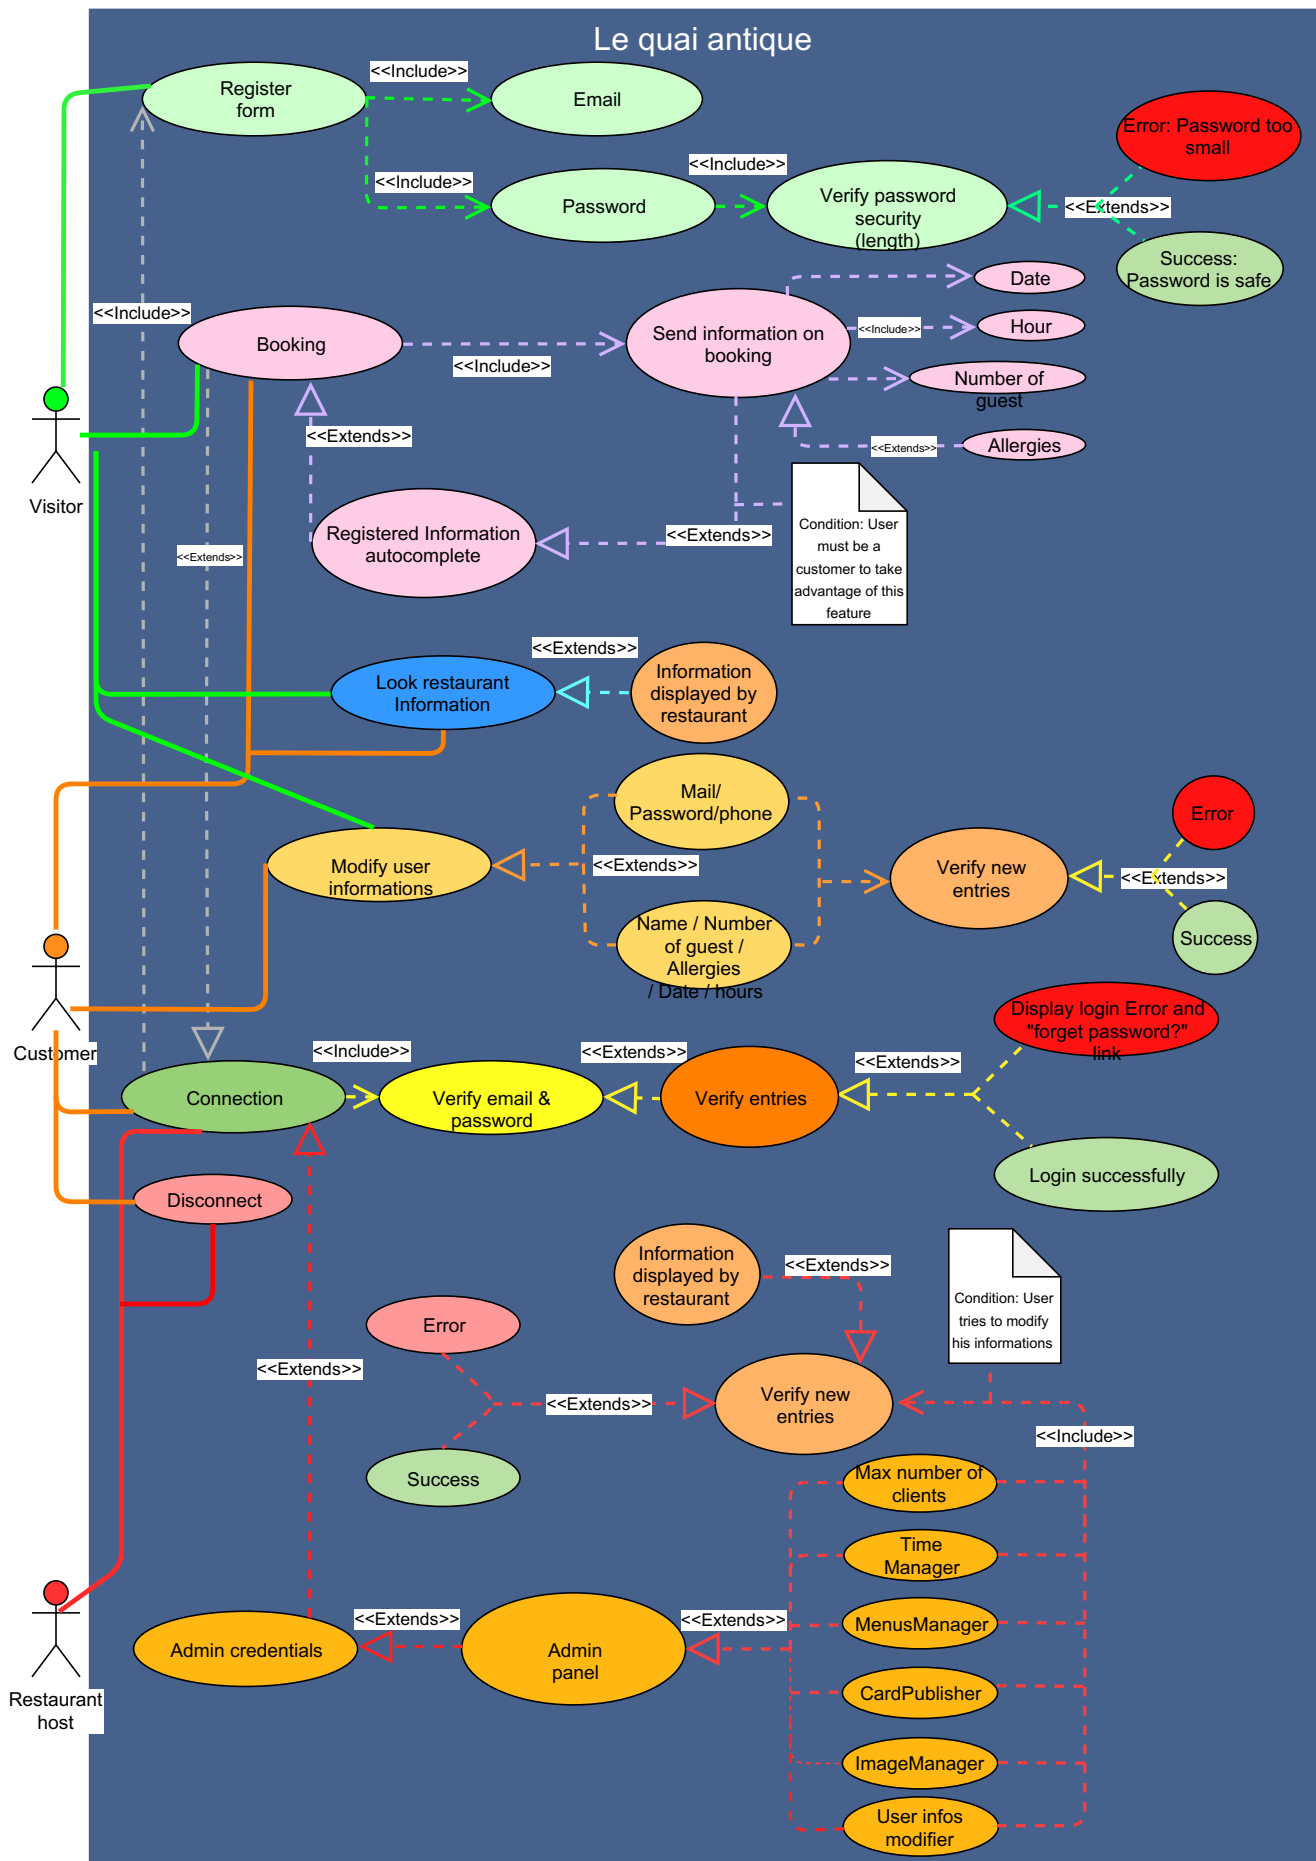 Le quai antique
<<Include>>
Register
form
Email
Error: Password too
small
<<Include>>
<<Include>>
Password
Verify password
security
(length)
<<Extends>>
Success:
Password is safe
Date
<<Include>>
Booking
<<Include>>
Send information on
booking
<<Include>>
Hour
Number of
guest
<<Extends>>
<<Extends>>
Allergies
Visitor
<<Extends>>
Registered Information
autocomplete
<<Extends>>
Condition: User
must be a
customer to take
advantage of this
feature
<<Extends>>
Look restaurant
Information
Information
displayed by
restaurant
Mail/
Password/phone
Error
Modify user
informations
<<Extends>>
Verify new
entries
<<Extends>>
Name / Number
of guest /
Allergies
/ Date / hours
Success
Customer
Display login Error and
"forget password?"
link
<<Include>>
<<Extends>>
<<Extends>>
Connection
Verify email &
password
Verify entries
Login successfully
Disconnect
Information
displayed by
restaurant
<<Extends>>
Condition: User
tries to modify
his informations
Error
<<Extends>>
<<Extends>>
Verify new
entries
<<Include>>
Success
Max number of
clients
Time
Manager
<<Extends>>
<<Extends>>
MenusManager
Admin credentials
Admin
panel
CardPublisher
Restaurant
host
ImageManager
User infos
modifier